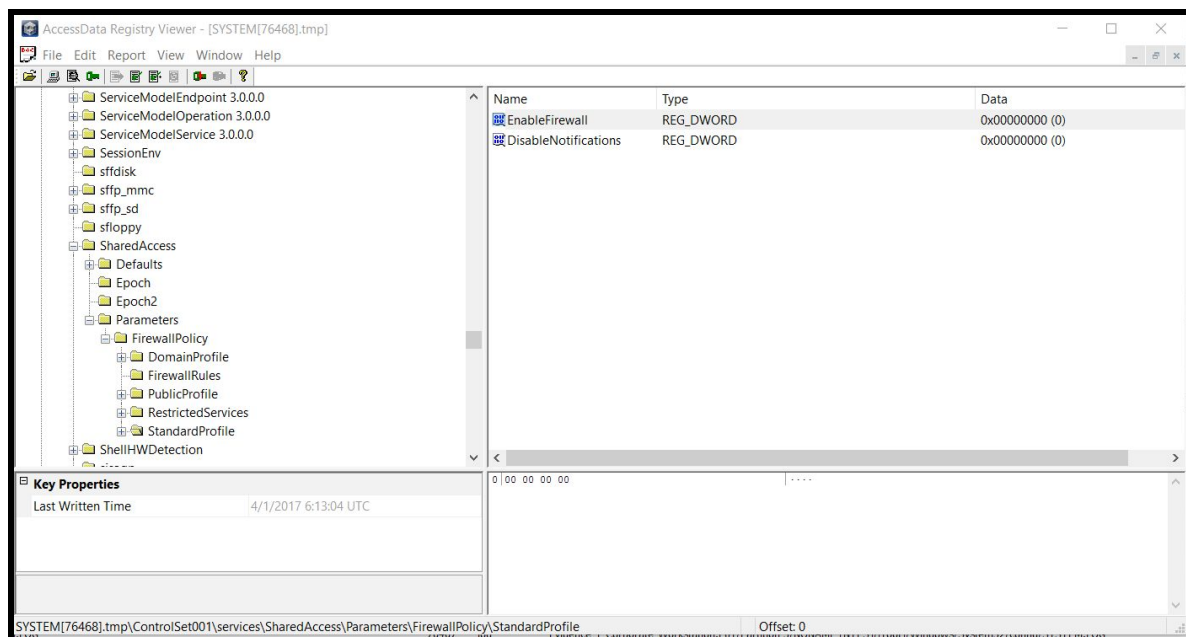 AccessData Registry Viewer - [SYSTEM[76468].tmp]
File Edit Report View Window Help
ServiceModelEndpoint 3.0.0.0
ServiceModelOperation 3.0.0.0
ServiceModelService 3.0.0.0
SessionEnv
sffdisk
sffp_mmc
sffp_sd
sfloppy
SharedAccess
Defaults
Epoch
Epoch2
Parameters
FirewallPolicy
DomainProfile
FirewallRules
PublicProfile
RestrictedServices
StandardProfile
ShellHWDetection
Name Type Data
EnableFirewall REG_DWORD 0x00000000 (0)
DisableNotifications REG_DWORD 0x00000000 (0)
Key Properties
Last Written Time 4/1/2017 6:13:04 UTC
0 00 00 00 00 ....
SYSTEM[76468].tmp\ControlSet001\services\SharedAccess\Parameters\FirewallPolicy\StandardProfile Offset: 0